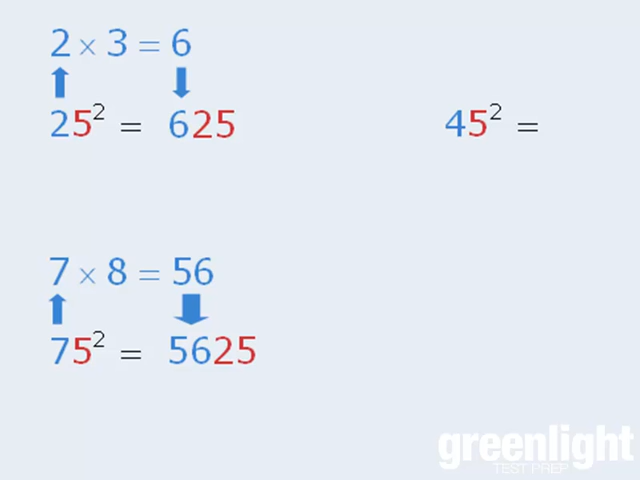 2 × 3 = 6
25² = 625
45² =
7 × 8 = 56
75² = 5625
greenlight
TEST PREP